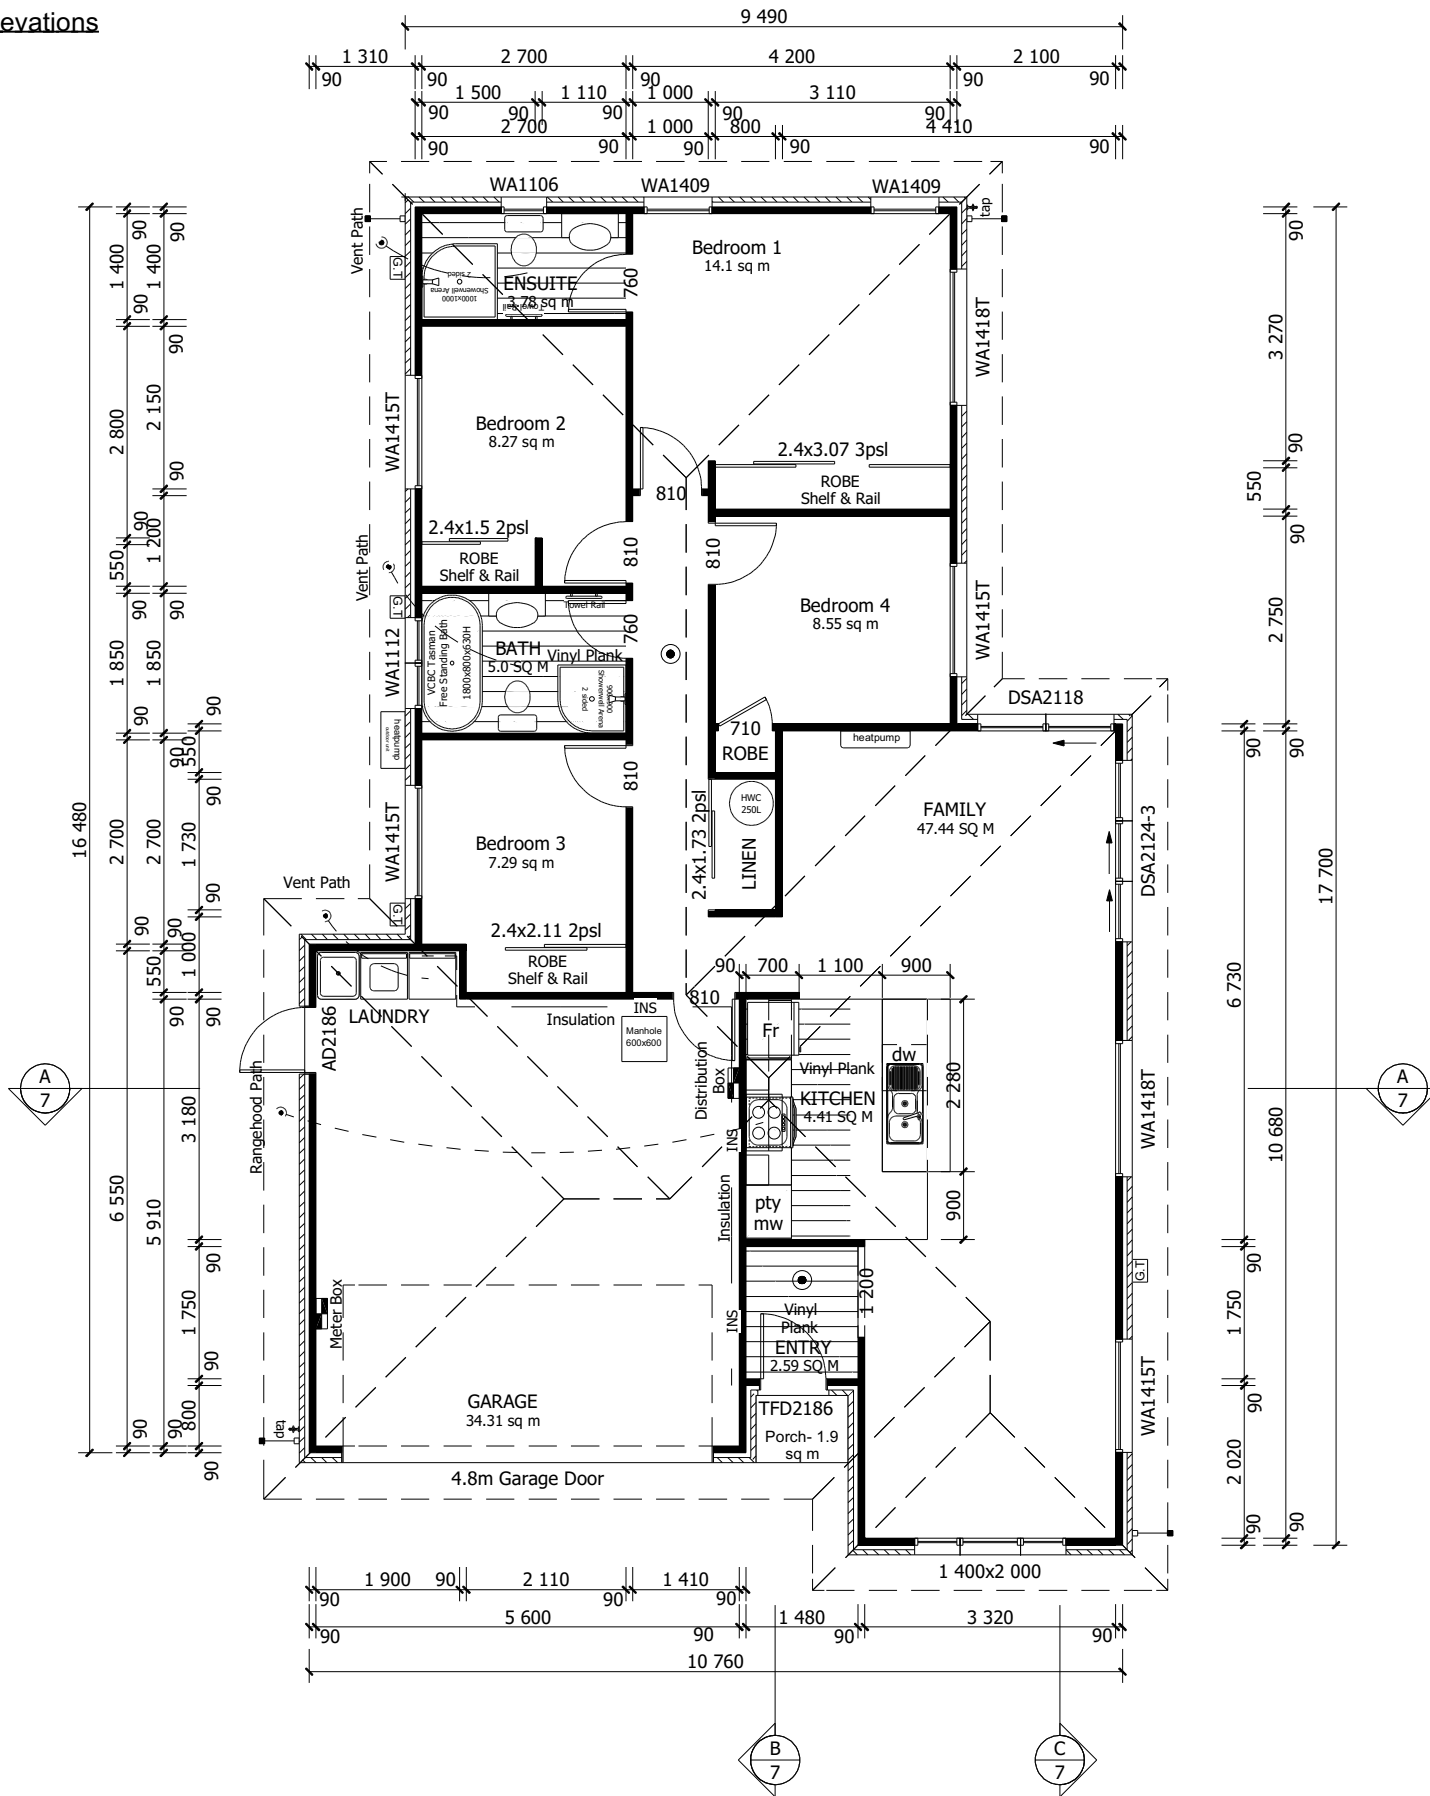 evations
9 490
1 310 2 700 4 200 2 100
90 90 90 90
1 500 1 110 1 000 3 110
90 90 90 90 90
2 700 1 000 800 4 410
90 90 90 90 90
WA1106 WA1409 WA1409
tap
Vent Path
G.T
1000x1000
Showerwell Arena
2 sided
ENSUITE
3.78 sq m
Towel Rail
760
Bedroom 1
14.1 sq m
WA1418T
Bedroom 2
8.27 sq m
WA1415T
2.4x3.07 3psl
ROBE
Shelf & Rail
810
2.4x1.5 2psl
ROBE
Shelf & Rail
810
810
Vent Path
G.T
Towel Rail
Bedroom 4
8.55 sq m
WA1415T
WA1112
VCBC Tasman
Free Standing Bath
1800x800x630H
BATH
5.0 SQ M
Vinyl Plank
760
900x900
Showerwell Arena
2 sided
DSA2118
heatpump
outdoor unit
710
ROBE
heatpump
810
WA1415T
Bedroom 3
7.29 sq m
2.4x1.73 2psl
HWC
250L
LINEN
FAMILY
47.44 SQ M
DSA2124-3
Vent Path
G.T
2.4x2.11 2psl
ROBE
Shelf & Rail
90 700 1 100 900
810
LAUNDRY
AD2186
Insulation
INS
Manhole
600x600
Distribution
Box
Fr
Vinyl Plank
KITCHEN
4.41 SQ M
dw
2 280
900
WA1418T
Rangehood Path
INS
Insulation
pty
mw
G.T
1 200
Meter Box
INS
Vinyl
Plank
ENTRY
2.59 SQ M
WA1415T
GARAGE
34.31 sq m
TFD2186
Porch- 1.9
sq m
tap
4.8m Garage Door
1 400x2 000
16 480
90
1 400
90
2 800
90
550
90
1 850
90
2 700
90
6 550
90
90
1 400
90
2 150
90
1 200
90
1 850
90
2 700
90
550
90
5 910
90
90
550
90
1 730
90
1 000
90
3 180
90
1 750
90
800
90
90
3 270
90
550
90
2 750
90
10 680
90
17 700
90
6 730
90
1 750
90
2 020
90
1 900 90 2 110 1 410
90 90 90
5 600 1 480 3 320
90 90 90 90
10 760
A
7
A
7
B
7
C
7